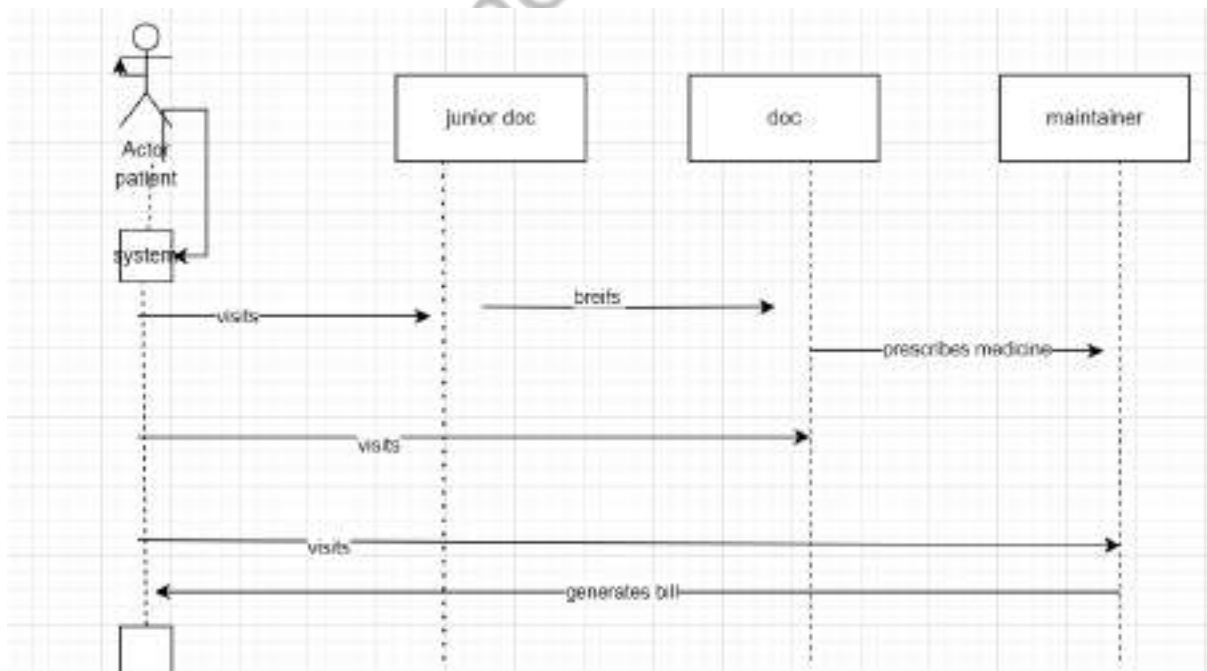 junior doc
doc
maintainer
Actor
patient
system
breifs
visits
prescribes medicine
visits
visits
generates bill